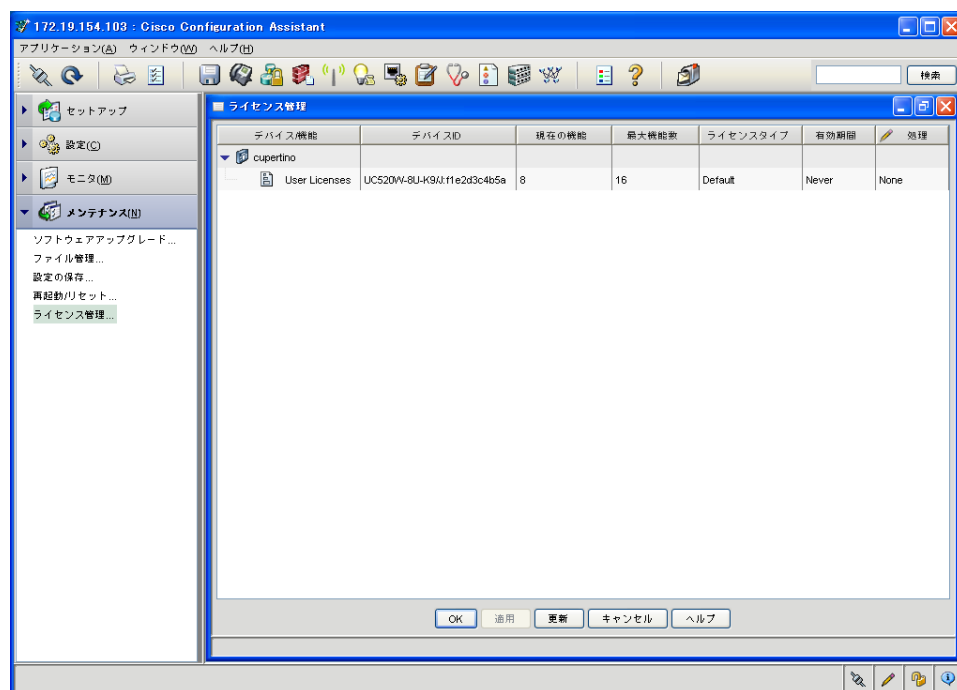 172.19.154.103 : Cisco Configuration Assistant
アプリケーション(A) ウィンドウ(W) ヘルプ(H)
検索
セットアップ
設定(C)
モニタ(M)
メンテナンス(N)
ソフトウェアアップグレード...
ファイル管理...
設定の保存...
再起動/リセット...
ライセンス管理...
ライセンス管理
デバイス/機能 デバイスID 現在の機能 最大機能数 ライセンスタイプ 有効期間 処理
cupertino
User Licenses UC520W-8U-K9/J:f1e2d3c4b5a 8 16 Default Never None
OK 適用 更新 キャンセル ヘルプ